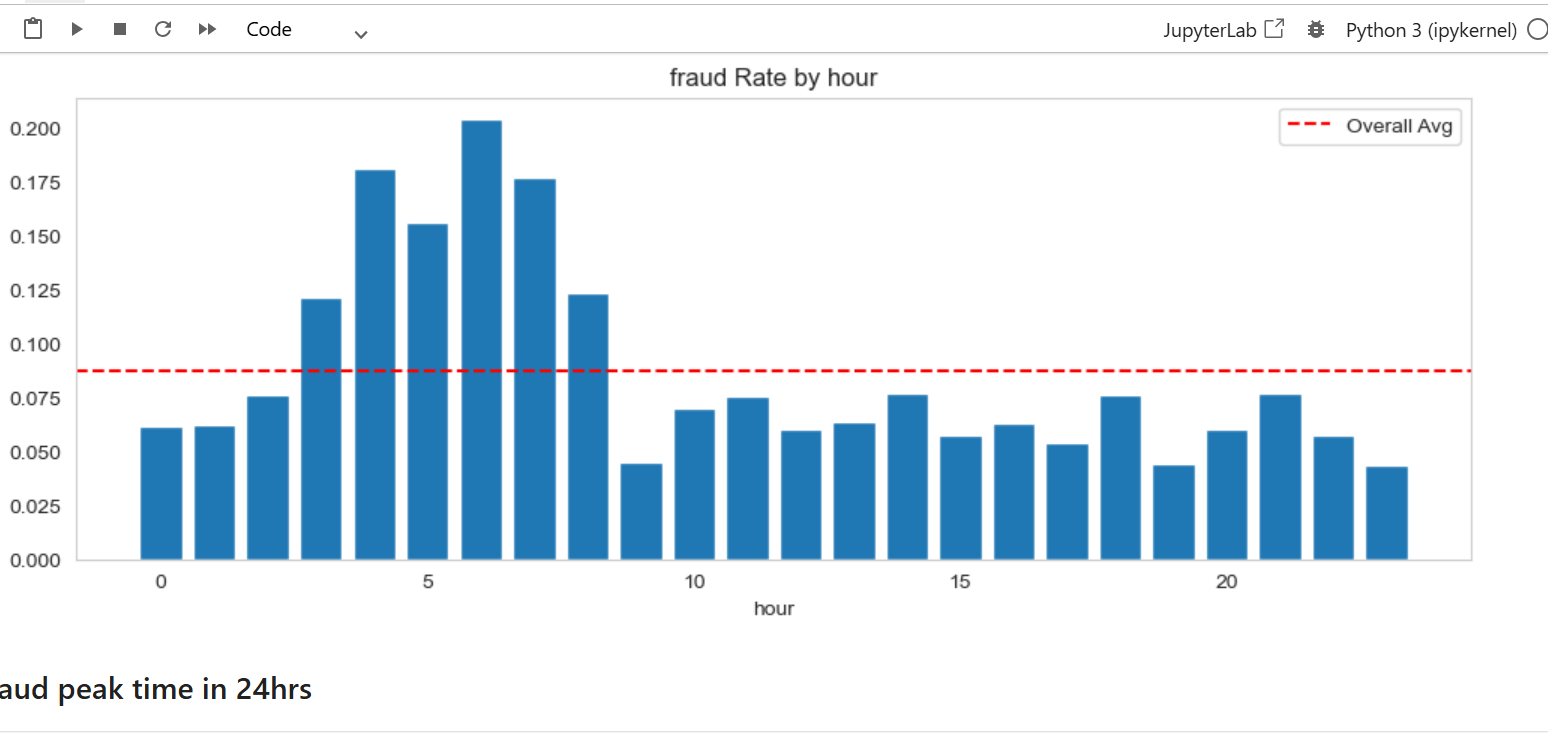 Code
JupyterLab
Python 3 (ipykernel)
fraud Rate by hour
Overall Avg
0.200
0.175
0.150
0.125
0.100
0.075
0.050
0.025
0.000
0 5 10 15 20
hour
aud peak time in 24hrs